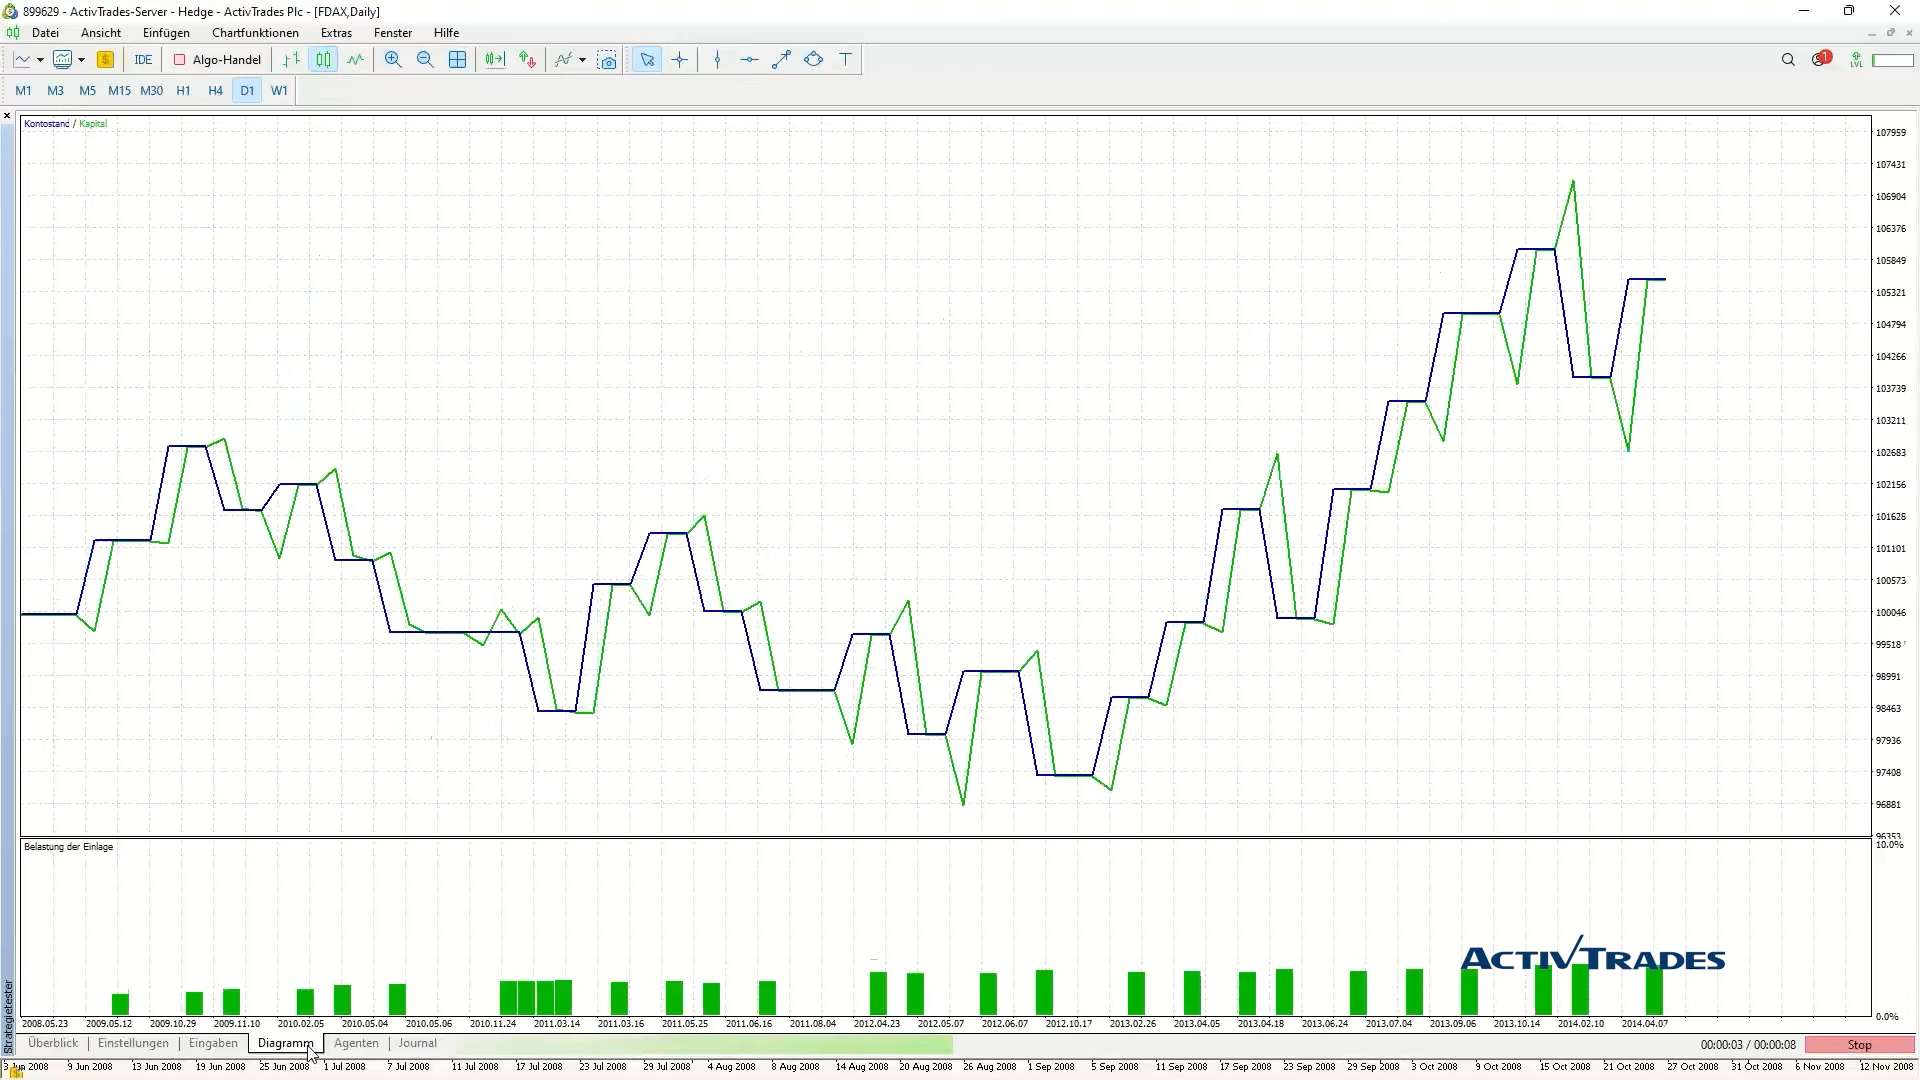 899629 - ActivTrades-Server - Hedge - ActivTrades Plc - [FDAX,Daily]
Datei Ansicht Einfügen Chartfunktionen Extras Fenster Hilfe
IDE Algo-Handel T 1 LVL
M1 M3 M5 M15 M30 H1 H4 D1 W1
Kontostand / Kapital
107959
107431
106904
106376
105849
105321
104794
104266
103739
103211
102683
102156
101628
101101
100573
100046
99518
98991
98463
97936
97408
96881
96353
Belastung der Einlage
10.0%
ACTIVTRADES
0.0%
2008.05.23 2009.05.12 2009.10.29 2009.11.10 2010.02.05 2010.05.04 2010.05.06 2010.11.24 2011.03.14 2011.03.16 2011.05.25 2011.06.16 2011.08.04 2012.04.23 2012.05.07 2012.06.07 2012.10.17 2013.02.26 2013.04.05 2013.04.18 2013.06.24 2013.07.04 2013.09.06 2013.10.14 2014.02.10 2014.04.07
Strategietester
Überblick Einstellungen Eingaben Diagramm Agenten Journal 00:00:03 / 00:00:08 Stop
3 Jun 2008 9 Jun 2008 13 Jun 2008 19 Jun 2008 25 Jun 2008 1 Jul 2008 7 Jul 2008 11 Jul 2008 17 Jul 2008 23 Jul 2008 29 Jul 2008 4 Aug 2008 8 Aug 2008 14 Aug 2008 20 Aug 2008 26 Aug 2008 1 Sep 2008 5 Sep 2008 11 Sep 2008 17 Sep 2008 23 Sep 2008 29 Sep 2008 3 Oct 2008 9 Oct 2008 15 Oct 2008 21 Oct 2008 27 Oct 2008 31 Oct 2008 6 Nov 2008 12 Nov 2008